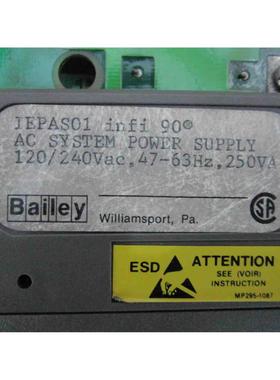 IEPAS01 infi 90®
AC SYSTEM POWER SUPPLY
120/240Vac,47-63Hz,250VA
Bailey
Williamsport, Pa.
SA
ESD ATTENTION
SEE (VOIR)
INSTRUCTION
MP295-1087